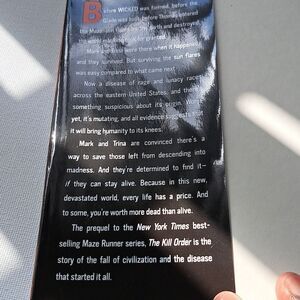 Before WICKED was formed, before the
Glade was built, before Thomas entered
the Maze, sun flares hit the Earth and destroyed
the world mankind took for granted.
Mark and Trina were there when it happened,
and they survived. But surviving the sun flares
was easy compared to what came next.
Now a disease of rage and lunacy races
across the eastern United States, and there's
something suspicious about its origin. Worse
yet, it's mutating, and all evidence suggests that
it will bring humanity to its knees.
Mark and Trina are convinced there's a
way to save those left from descending into
madness. And they're determined to find it—
if they can stay alive. Because in this new,
devastated world, every life has a price. And
to some, you're worth more dead than alive.
The prequel to the New York Times best-
selling Maze Runner series, The Kill Order is the
story of the fall of civilization and the disease
that started it all.